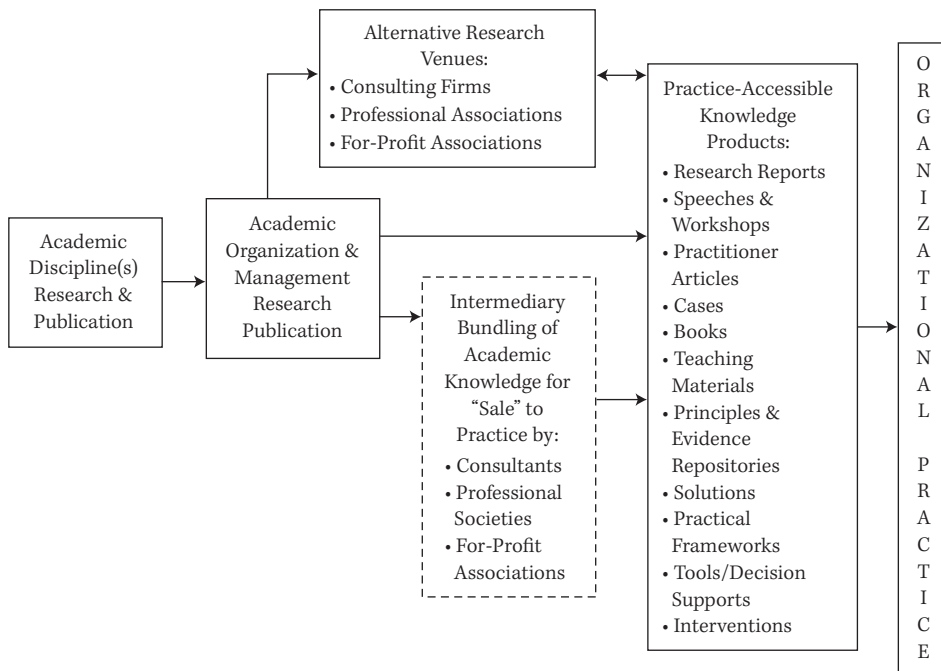 Academic
Discipline(s)
Research &
Publication
Academic
Organization &
Management
Research
Publication
Alternative Research
Venues:
• Consulting Firms
• Professional Associations
• For-Profit Associations
Intermediary
Bundling of
Academic
Knowledge for
“Sale” to
Practice by:
• Consultants
• Professional
Societies
• For-Profit
Associations
Practice-Accessible
Knowledge
Products:
• Research Reports
• Speeches &
Workshops
• Practitioner
Articles
• Cases
• Books
• Teaching
Materials
• Principles &
Evidence
Repositories
• Solutions
• Practical
Frameworks
• Tools/Decision
Supports
• Interventions
ORGANIZATIONAL PRACTICE